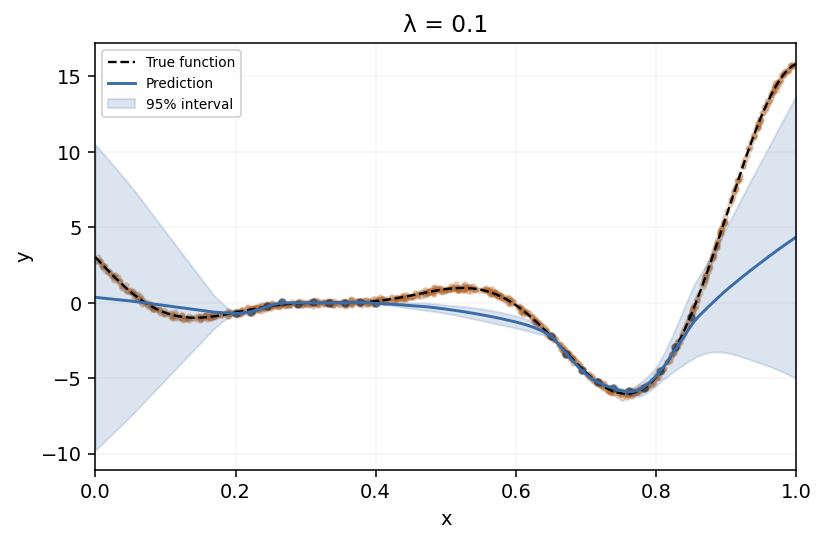 λ = 0.1
True function
Prediction
95% interval
y
15
10
5
0
−5
−10
0.0 0.2 0.4 0.6 0.8 1.0
x